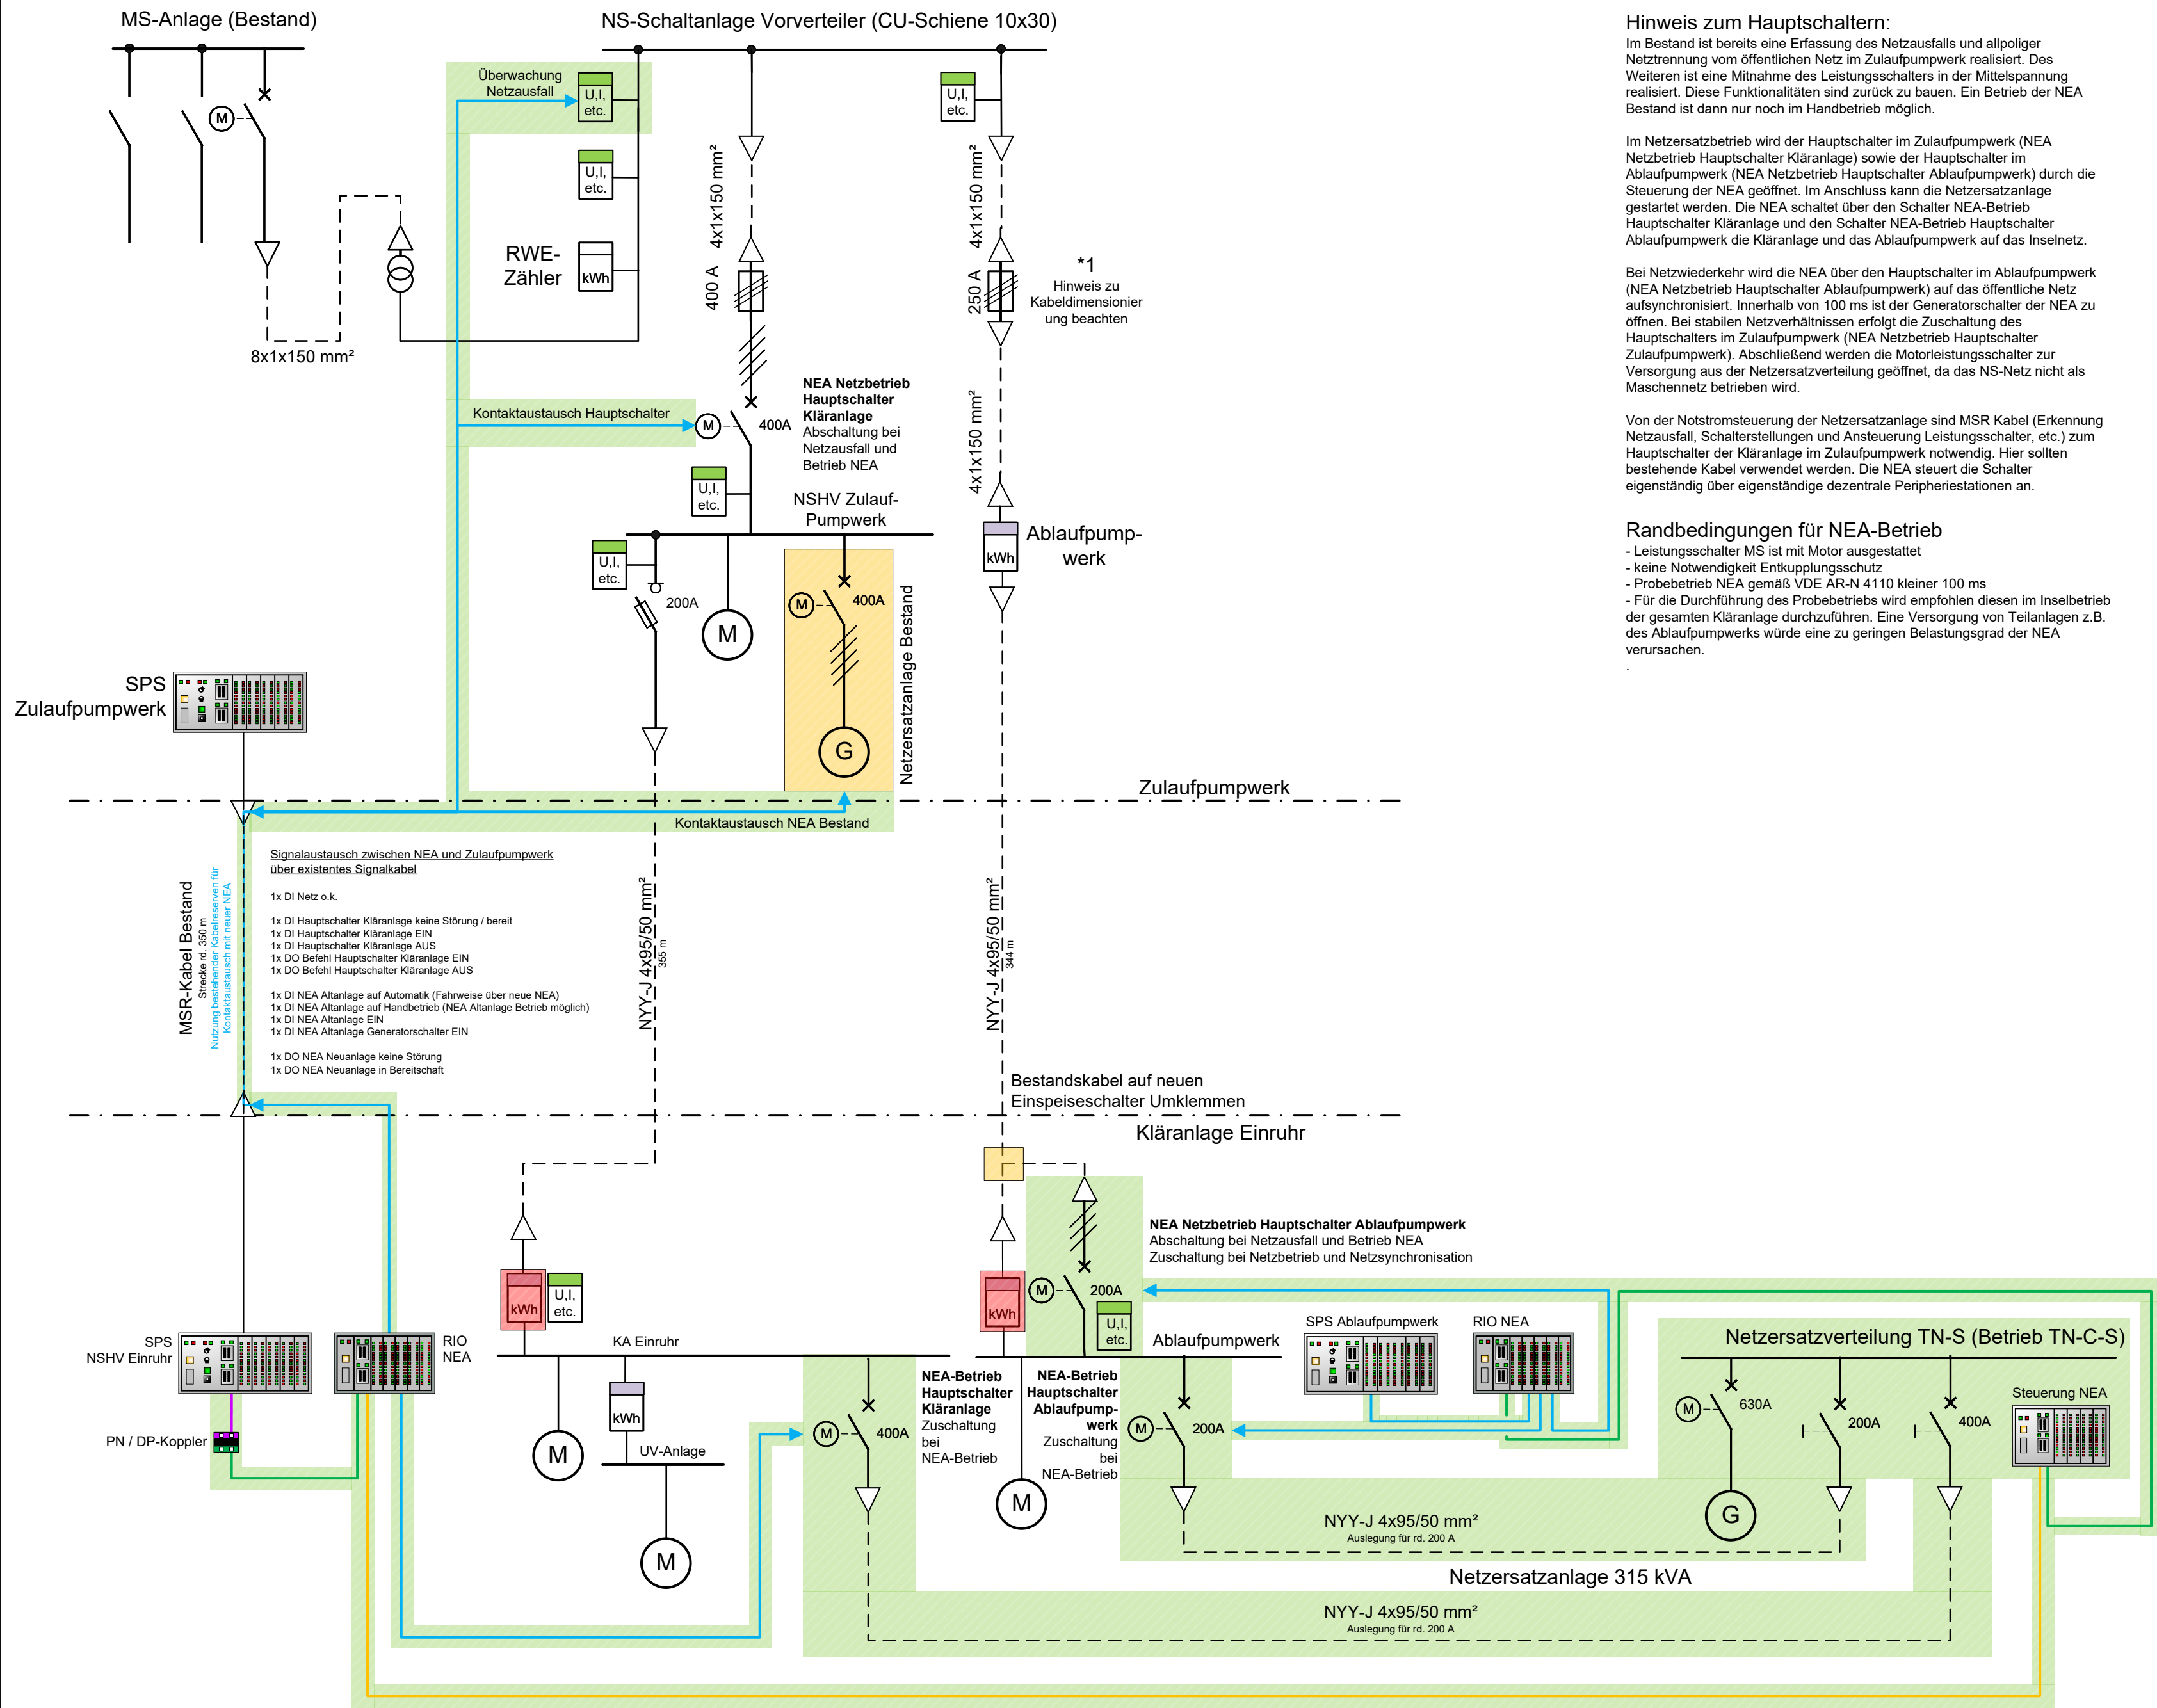 MS-Anlage (Bestand)
NS-Schaltanlage Vorverteiler (CU-Schiene 10x30)
Überwachung
Netzausfall
U,I,
etc.
U,I,
etc.
M
U,I,
etc.
RWE-
Zähler
kWh
8x1x150 mm²
4x1x150 mm²
400 A
4x1x150 mm²
250 A
*1
Hinweis zu
Kabeldimensionier
ung beachten
Kontaktaustausch Hauptschalter
M
400A
NEA Netzbetrieb
Hauptschalter
Kläranlage
Abschaltung bei
Netzausfall und
Betrieb NEA
4x1x150 mm²
U,I,
etc.
NSHV Zulauf-
Pumpwerk
kWh
Ablaufpump-
werk
U,I,
etc.
200A
M
M
400A
G
Netzersatzanlage Bestand
SPS
Zulaufpumpwerk
Zulaufpumpwerk
Kontaktaustausch NEA Bestand
Signalaustausch zwischen NEA und Zulaufpumpwerk
über existentes Signalkabel
1x DI Netz o.k.
1x DI Hauptschalter Kläranlage keine Störung / bereit
1x DI Hauptschalter Kläranlage EIN
1x DI Hauptschalter Kläranlage AUS
1x DO Befehl Hauptschalter Kläranlage EIN
1x DO Befehl Hauptschalter Kläranlage AUS
1x DI NEA Altanlage auf Automatik (Fahrweise über neue NEA)
1x DI NEA Altanlage auf Handbetrieb (NEA Altanlage Betrieb möglich)
1x DI NEA Altanlage EIN
1x DI NEA Altanlage Generatorschalter EIN
1x DO NEA Neuanlage keine Störung
1x DO NEA Neuanlage in Bereitschaft
MSR-Kabel Bestand
Strecke rd. 350 m
Nutzung bestehender Kabelreserven für
Kontaktaustausch mit neuer NEA
NYY-J 4x95/50 mm²
355 m
NYY-J 4x95/50 mm²
344 m
Bestandskabel auf neuen
Einspeiseschalter Umklemmen
Kläranlage Einruhr
NEA Netzbetrieb Hauptschalter Ablaufpumpwerk
Abschaltung bei Netzausfall und Betrieb NEA
Zuschaltung bei Netzbetrieb und Netzsynchronisation
kWh
U,I,
etc.
kWh
M
200A
U,I,
etc.
SPS
NSHV Einruhr
RIO
NEA
PN / DP-Koppler
KA Einruhr
M
kWh
UV-Anlage
M
M
400A
NEA-Betrieb
Hauptschalter
Kläranlage
Zuschaltung
bei
NEA-Betrieb
Ablaufpumpwerk
NEA-Betrieb
Hauptschalter
Ablaufpump-
werk
Zuschaltung
bei
NEA-Betrieb
M
M
200A
SPS Ablaufpumpwerk
RIO NEA
Netzersatzverteilung TN-S (Betrieb TN-C-S)
M
630A
200A
400A
Steuerung NEA
G
NYY-J 4x95/50 mm²
Auslegung für rd. 200 A
Netzersatzanlage 315 kVA
NYY-J 4x95/50 mm²
Auslegung für rd. 200 A
Hinweis zum Hauptschaltern:
Im Bestand ist bereits eine Erfassung des Netzausfalls und allpoliger
Netztrennung vom öffentlichen Netz im Zulaufpumpwerk realisiert. Des
Weiteren ist eine Mitnahme des Leistungsschalters in der Mittelspannung
realisiert. Diese Funktionalitäten sind zurück zu bauen. Ein Betrieb der NEA
Bestand ist dann nur noch im Handbetrieb möglich.
Im Netzersatzbetrieb wird der Hauptschalter im Zulaufpumpwerk (NEA
Netzbetrieb Hauptschalter Kläranlage) sowie der Hauptschalter im
Ablaufpumpwerk (NEA Netzbetrieb Hauptschalter Ablaufpumpwerk) durch die
Steuerung der NEA geöffnet. Im Anschluss kann die Netzersatzanlage
gestartet werden. Die NEA schaltet über den Schalter NEA-Betrieb
Hauptschalter Kläranlage und den Schalter NEA-Betrieb Hauptschalter
Ablaufpumpwerk die Kläranlage und das Ablaufpumpwerk auf das Inselnetz.
Bei Netzwiederkehr wird die NEA über den Hauptschalter im Ablaufpumpwerk
(NEA Netzbetrieb Hauptschalter Ablaufpumpwerk) auf das öffentliche Netz
aufsynchronisiert. Innerhalb von 100 ms ist der Generatorschalter der NEA zu
öffnen. Bei stabilen Netzverhältnissen erfolgt die Zuschaltung des
Hauptschalters im Zulaufpumpwerk (NEA Netzbetrieb Hauptschalter
Zulaufpumpwerk). Abschließend werden die Motorleistungsschalter zur
Versorgung aus der Netzersatzverteilung geöffnet, da das NS-Netz nicht als
Maschennetz betrieben wird.
Von der Notstromsteuerung der Netzersatzanlage sind MSR Kabel (Erkennung
Netzausfall, Schalterstellungen und Ansteuerung Leistungsschalter, etc.) zum
Hauptschalter der Kläranlage im Zulaufpumpwerk notwendig. Hier sollten
bestehende Kabel verwendet werden. Die NEA steuert die Schalter
eigenständig über eigenständige dezentrale Peripheriestationen an.
Randbedingungen für NEA-Betrieb
- Leistungsschalter MS ist mit Motor ausgestattet
- keine Notwendigkeit Entkupplungsschutz
- Probebetrieb NEA gemäß VDE AR-N 4110 kleiner 100 ms
- Für die Durchführung des Probebetriebs wird empfohlen diesen im Inselbetrieb
der gesamten Kläranlage durchzuführen. Eine Versorgung von Teilanlagen z.B.
des Ablaufpumpwerks würde eine zu geringen Belastungsgrad der NEA
verursachen.
.